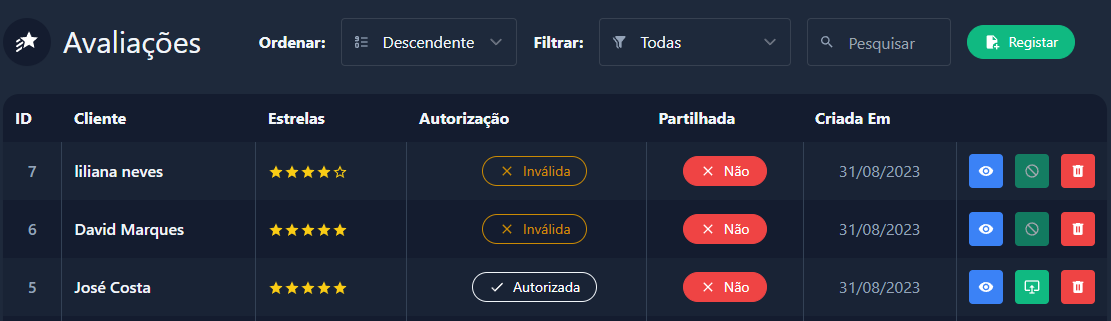 Avaliações Ordenar: Descendente Filtrar: Todas Pesquisar Registar
ID Cliente Estrelas Autorização Partilhada Criada Em
7 liliana neves Inválida Não 31/08/2023
6 David Marques Inválida Não 31/08/2023
5 José Costa Autorizada Não 31/08/2023